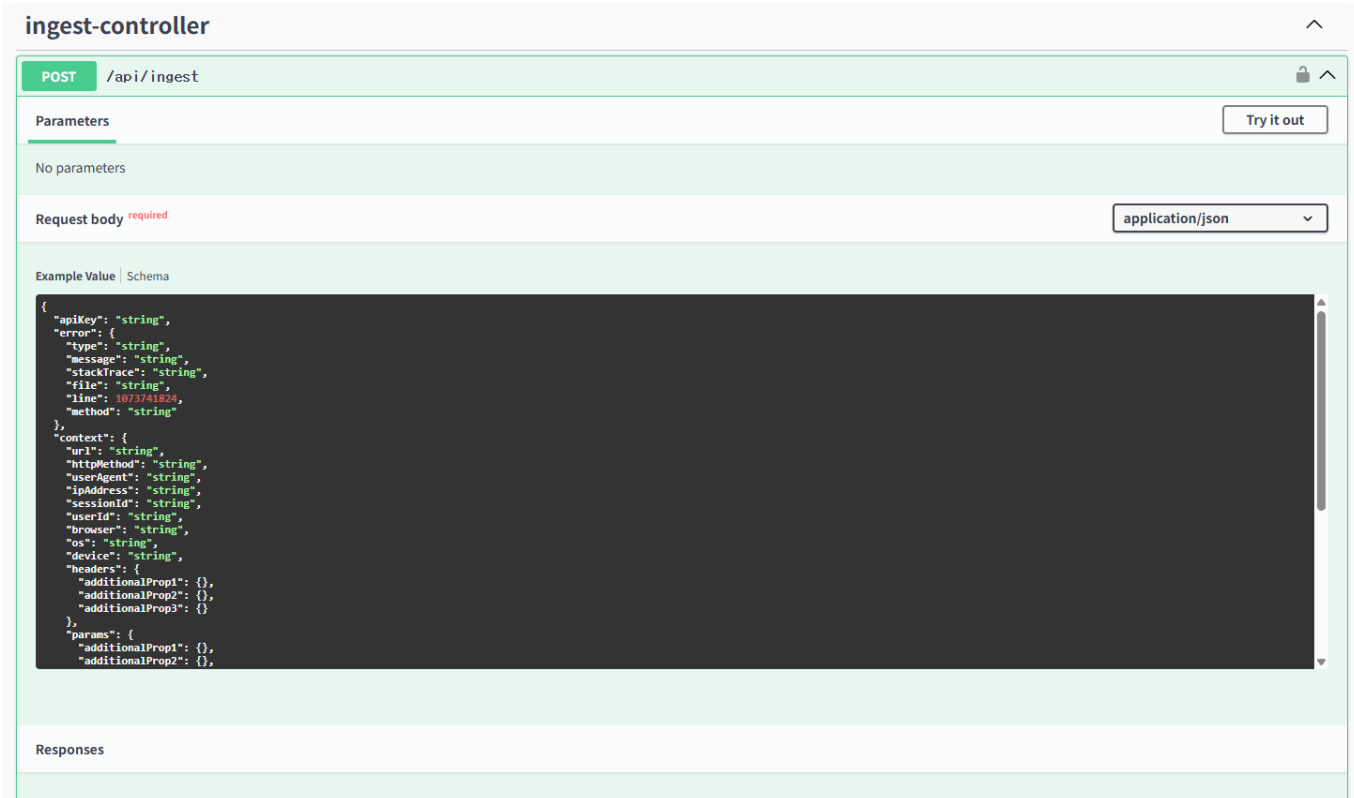 ingest-controller
POST /api/ingest
Parameters
Try it out
No parameters
Request body required
application/json
Example Value Schema
{
  "apiKey": "string",
  "error": {
    "type": "string",
    "message": "string",
    "stackTrace": "string",
    "file": "string",
    "line": 1073741824,
    "method": "string"
  },
  "context": {
    "url": "string",
    "httpMethod": "string",
    "userAgent": "string",
    "ipAddress": "string",
    "sessionId": "string",
    "userId": "string",
    "browser": "string",
    "os": "string",
    "device": "string",
    "headers": {
      "additionalProp1": {},
      "additionalProp2": {},
      "additionalProp3": {}
    },
    "params": {
      "additionalProp1": {},
      "additionalProp2": {},
Responses